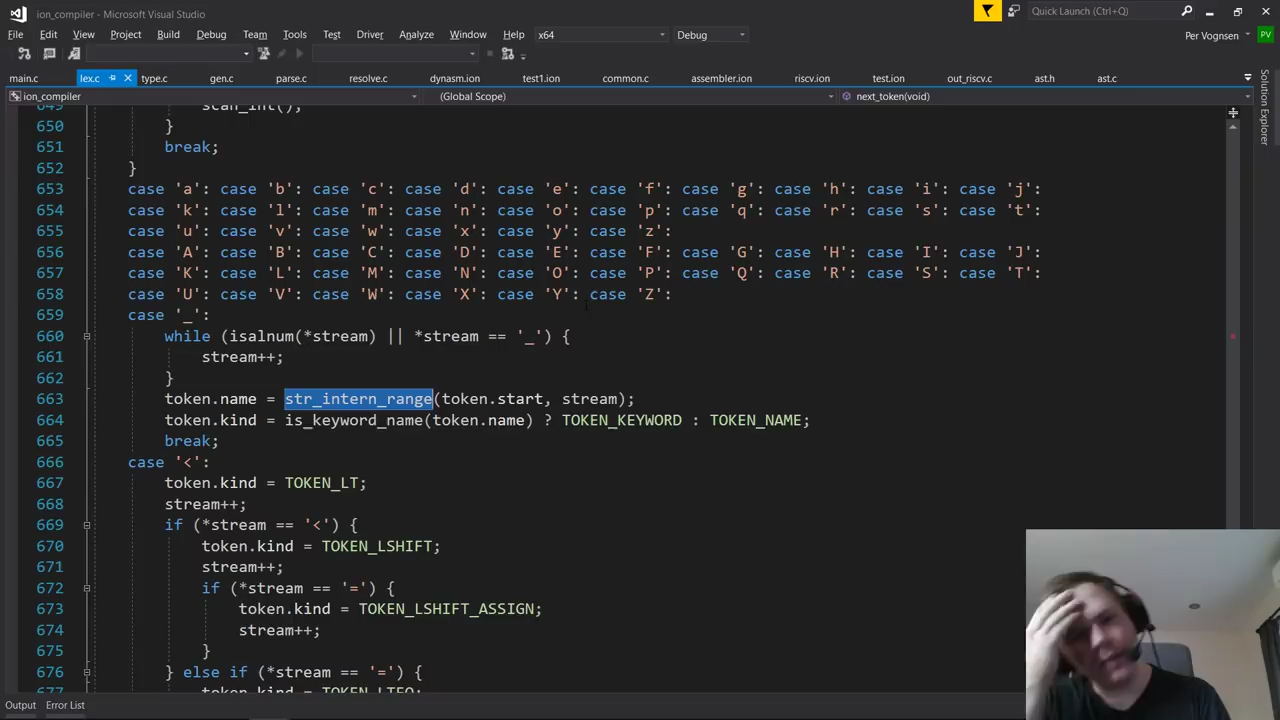 ion_compiler - Microsoft Visual Studio
Quick Launch (Ctrl+Q)
File Edit View Project Build Debug Team Tools Test Driver Analyze Window Help x64 Debug Per Vognsen PV
main.c lex.c type.c gen.c parse.c resolve.c dynasm.ion test1.ion common.c assembler.ion riscv.ion test.ion out_riscv.c ast.h ast.c
ion_compiler (Global Scope) next_token(void)
Solution Explorer
649 scan_int();
650 }
651 break;
652 }
653 case 'a': case 'b': case 'c': case 'd': case 'e': case 'f': case 'g': case 'h': case 'i': case 'j':
654 case 'k': case 'l': case 'm': case 'n': case 'o': case 'p': case 'q': case 'r': case 's': case 't':
655 case 'u': case 'v': case 'w': case 'x': case 'y': case 'z':
656 case 'A': case 'B': case 'C': case 'D': case 'E': case 'F': case 'G': case 'H': case 'I': case 'J':
657 case 'K': case 'L': case 'M': case 'N': case 'O': case 'P': case 'Q': case 'R': case 'S': case 'T':
658 case 'U': case 'V': case 'W': case 'X': case 'Y': case 'Z':
659 case '_':
660 while (isalnum(*stream) || *stream == '_') {
661 stream++;
662 }
663 token.name = str_intern_range(token.start, stream);
664 token.kind = is_keyword_name(token.name) ? TOKEN_KEYWORD : TOKEN_NAME;
665 break;
666 case '<':
667 token.kind = TOKEN_LT;
668 stream++;
669 if (*stream == '<') {
670 token.kind = TOKEN_LSHIFT;
671 stream++;
672 if (*stream == '=') {
673 token.kind = TOKEN_LSHIFT_ASSIGN;
674 stream++;
675 }
676 } else if (*stream == '=') {
677 token.kind = TOKEN_LTEQ;
Output Error List